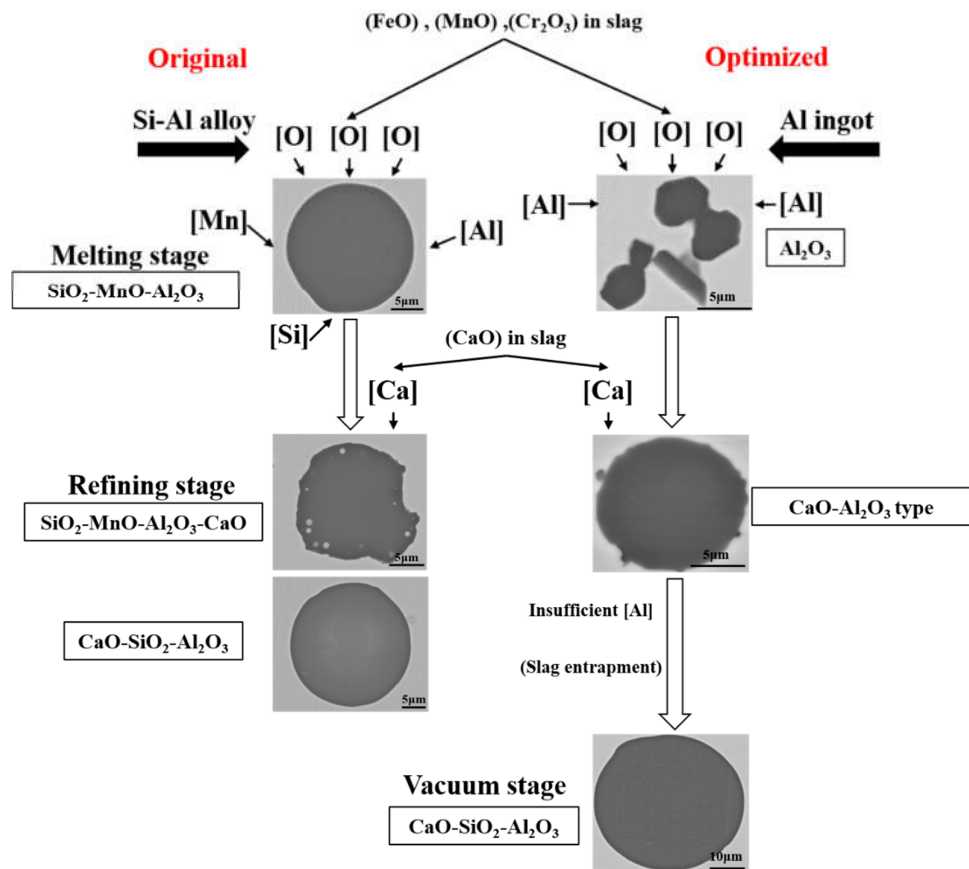 (FeO) , (MnO) ,(Cr₂O₃) in slag
Original
Optimized
Si-Al alloy
[O] [O] [O]
[O] [O] [O]
Al ingot
[Mn]
[Al]
[Al]
[Al]
Melting stage
SiO₂-MnO-Al₂O₃
5μm
Al₂O₃
5μm
[Si]
(CaO) in slag
[Ca]
[Ca]
Refining stage
SiO₂-MnO-Al₂O₃-CaO
5μm
CaO-Al₂O₃ type
5μm
CaO-SiO₂-Al₂O₃
5μm
Insufficient [Al]
(Slag entrapment)
Vacuum stage
CaO-SiO₂-Al₂O₃
10μm